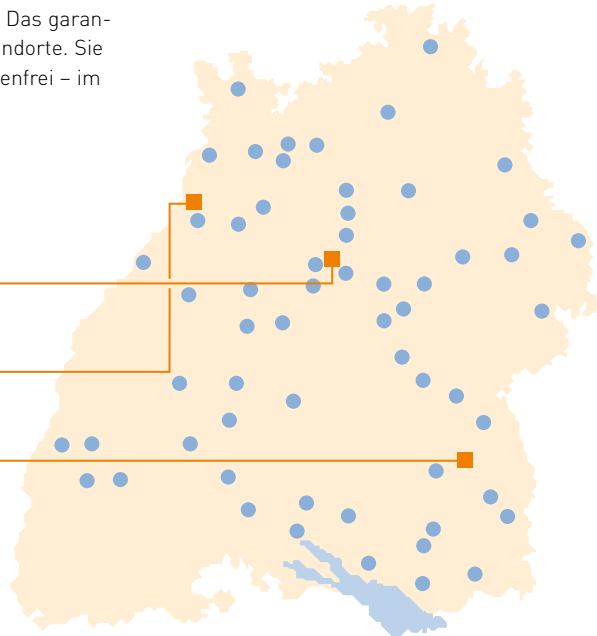 Das garan-
ndorte. Sie
enfrei – im